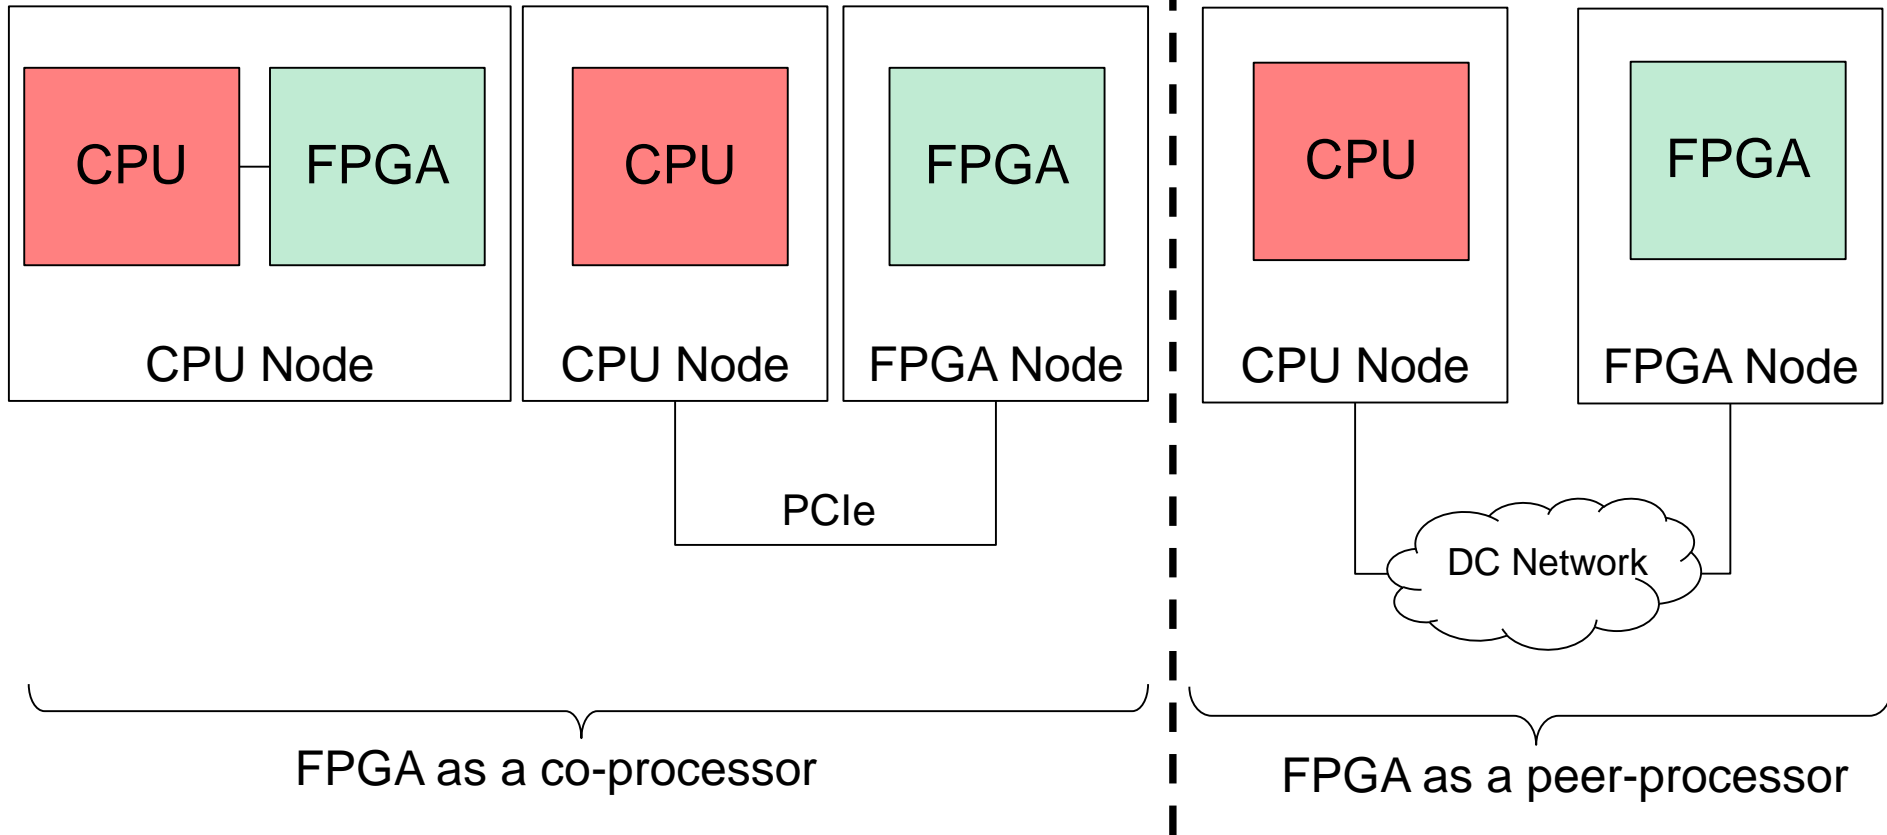 CPU
FPGA
CPU Node
CPU
CPU Node
FPGA
FPGA Node
PCIe
FPGA as a co-processor
CPU
CPU Node
FPGA
FPGA Node
DC Network
FPGA as a peer-processor